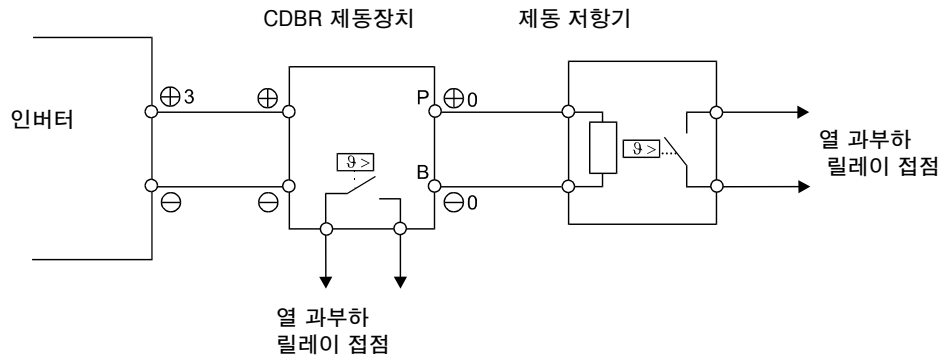 CDBR 제동장치
제동 저항기
인버터
⊕3
⊕
P
⊕0
B
⊖
⊖
⊖0
ϑ>
ϑ>
열 과부하
릴레이 접점
열 과부하
릴레이 접점